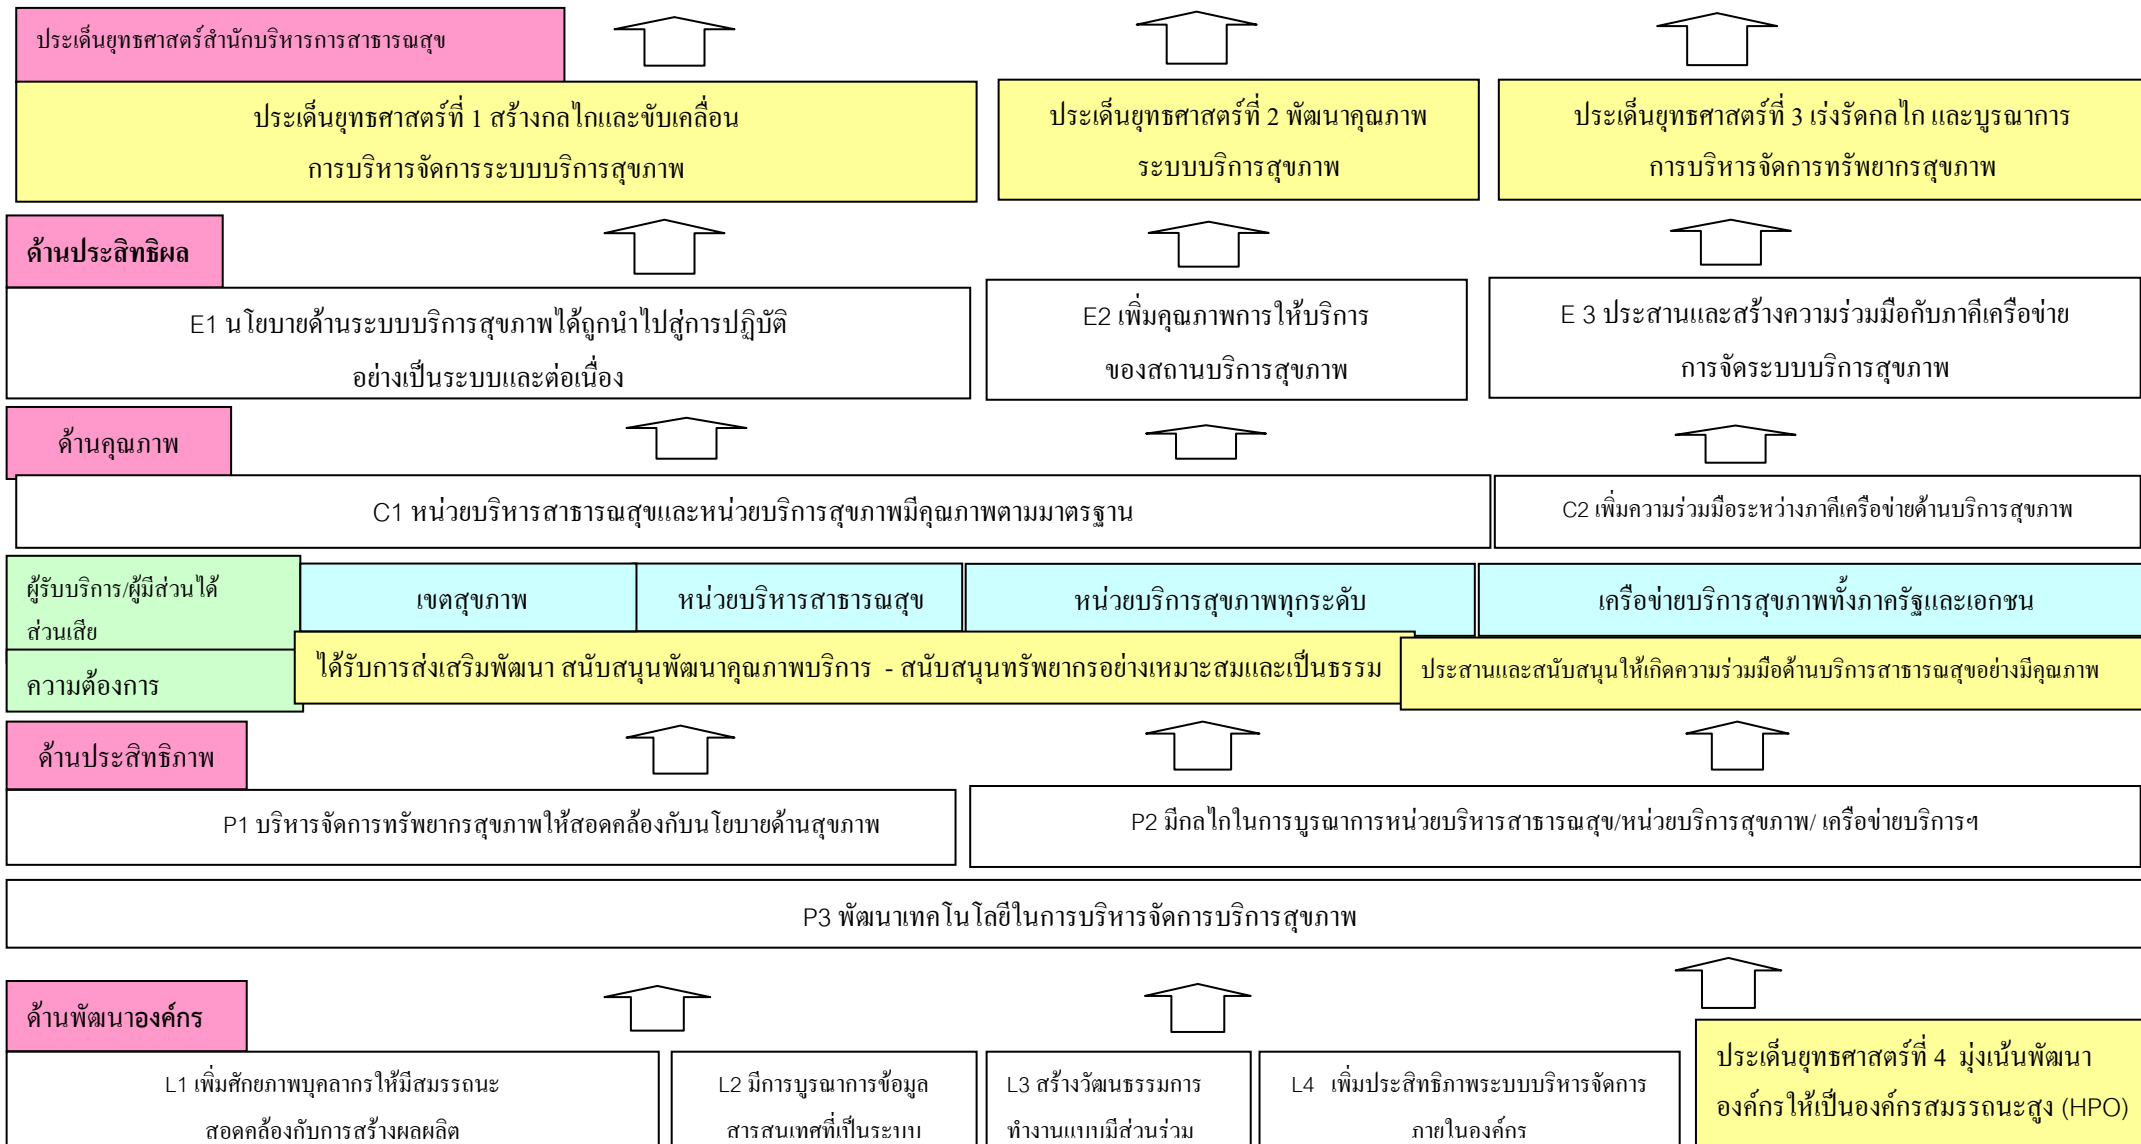 ประเด็นยุทธศาสตร์สำนักบริหารการสาธารณสุข
ประเด็นยุทธศาสตร์ที่ 1 สร้างกลไกและขับเคลื่อน
การบริหารจัดการระบบบริการสุขภาพ
ประเด็นยุทธศาสตร์ที่ 2 พัฒนาคุณภาพ
ระบบบริการสุขภาพ
ประเด็นยุทธศาสตร์ที่ 3 เร่งรัดกลไก และบูรณาการ
การบริหารจัดการทรัพยากรสุขภาพ
ด้านประสิทธิผล
E1 นโยบายด้านระบบบริการสุขภาพได้ถูกนำไปสู่การปฏิบัติ
อย่างเป็นระบบและต่อเนื่อง
E2 เพิ่มคุณภาพการให้บริการ
ของสถานบริการสุขภาพ
E 3 ประสานและสร้างความร่วมมือกับภาคีเครือข่าย
การจัดระบบบริการสุขภาพ
ด้านคุณภาพ
C1 หน่วยบริหารสาธารณสุขและหน่วยบริการสุขภาพมีคุณภาพตามมาตรฐาน
C2 เพิ่มความร่วมมือระหว่างภาคีเครือข่ายด้านบริการสุขภาพ
ผู้รับบริการ/ผู้มีส่วนได้
ส่วนเสีย
เขตสุขภาพ
หน่วยบริหารสาธารณสุข
หน่วยบริการสุขภาพทุกระดับ
เครือข่ายบริการสุขภาพทั้งภาครัฐและเอกชน
ความต้องการ
ได้รับการส่งเสริมพัฒนา สนับสนุนพัฒนาคุณภาพบริการ - สนับสนุนทรัพยากรอย่างเหมาะสมและเป็นธรรม
ประสานและสนับสนุนให้เกิดความร่วมมือด้านบริการสาธารณสุขอย่างมีคุณภาพ
ด้านประสิทธิภาพ
P1 บริหารจัดการทรัพยากรสุขภาพให้สอดคล้องกับนโยบายด้านสุขภาพ
P2 มีกลไกในการบูรณาการหน่วยบริหารสาธารณสุข/หน่วยบริการสุขภาพ/ เครือข่ายบริการฯ
P3 พัฒนาเทคโนโลยีในการบริหารจัดการบริการสุขภาพ
ด้านพัฒนาองค์กร
L1 เพิ่มศักยภาพบุคลากรให้มีสมรรถนะ
สอดคล้องกับการสร้างผลผลิต
L2 มีการบูรณาการข้อมูล
สารสนเทศที่เป็นระบบ
L3 สร้างวัฒนธรรมการ
ทำงานแบบมีส่วนร่วม
L4 เพิ่มประสิทธิภาพระบบบริหารจัดการ
ภายในองค์กร
ประเด็นยุทธศาสตร์ที่ 4 มุ่งเน้นพัฒนา
องค์กรให้เป็นองค์กรสมรรถนะสูง (HPO)